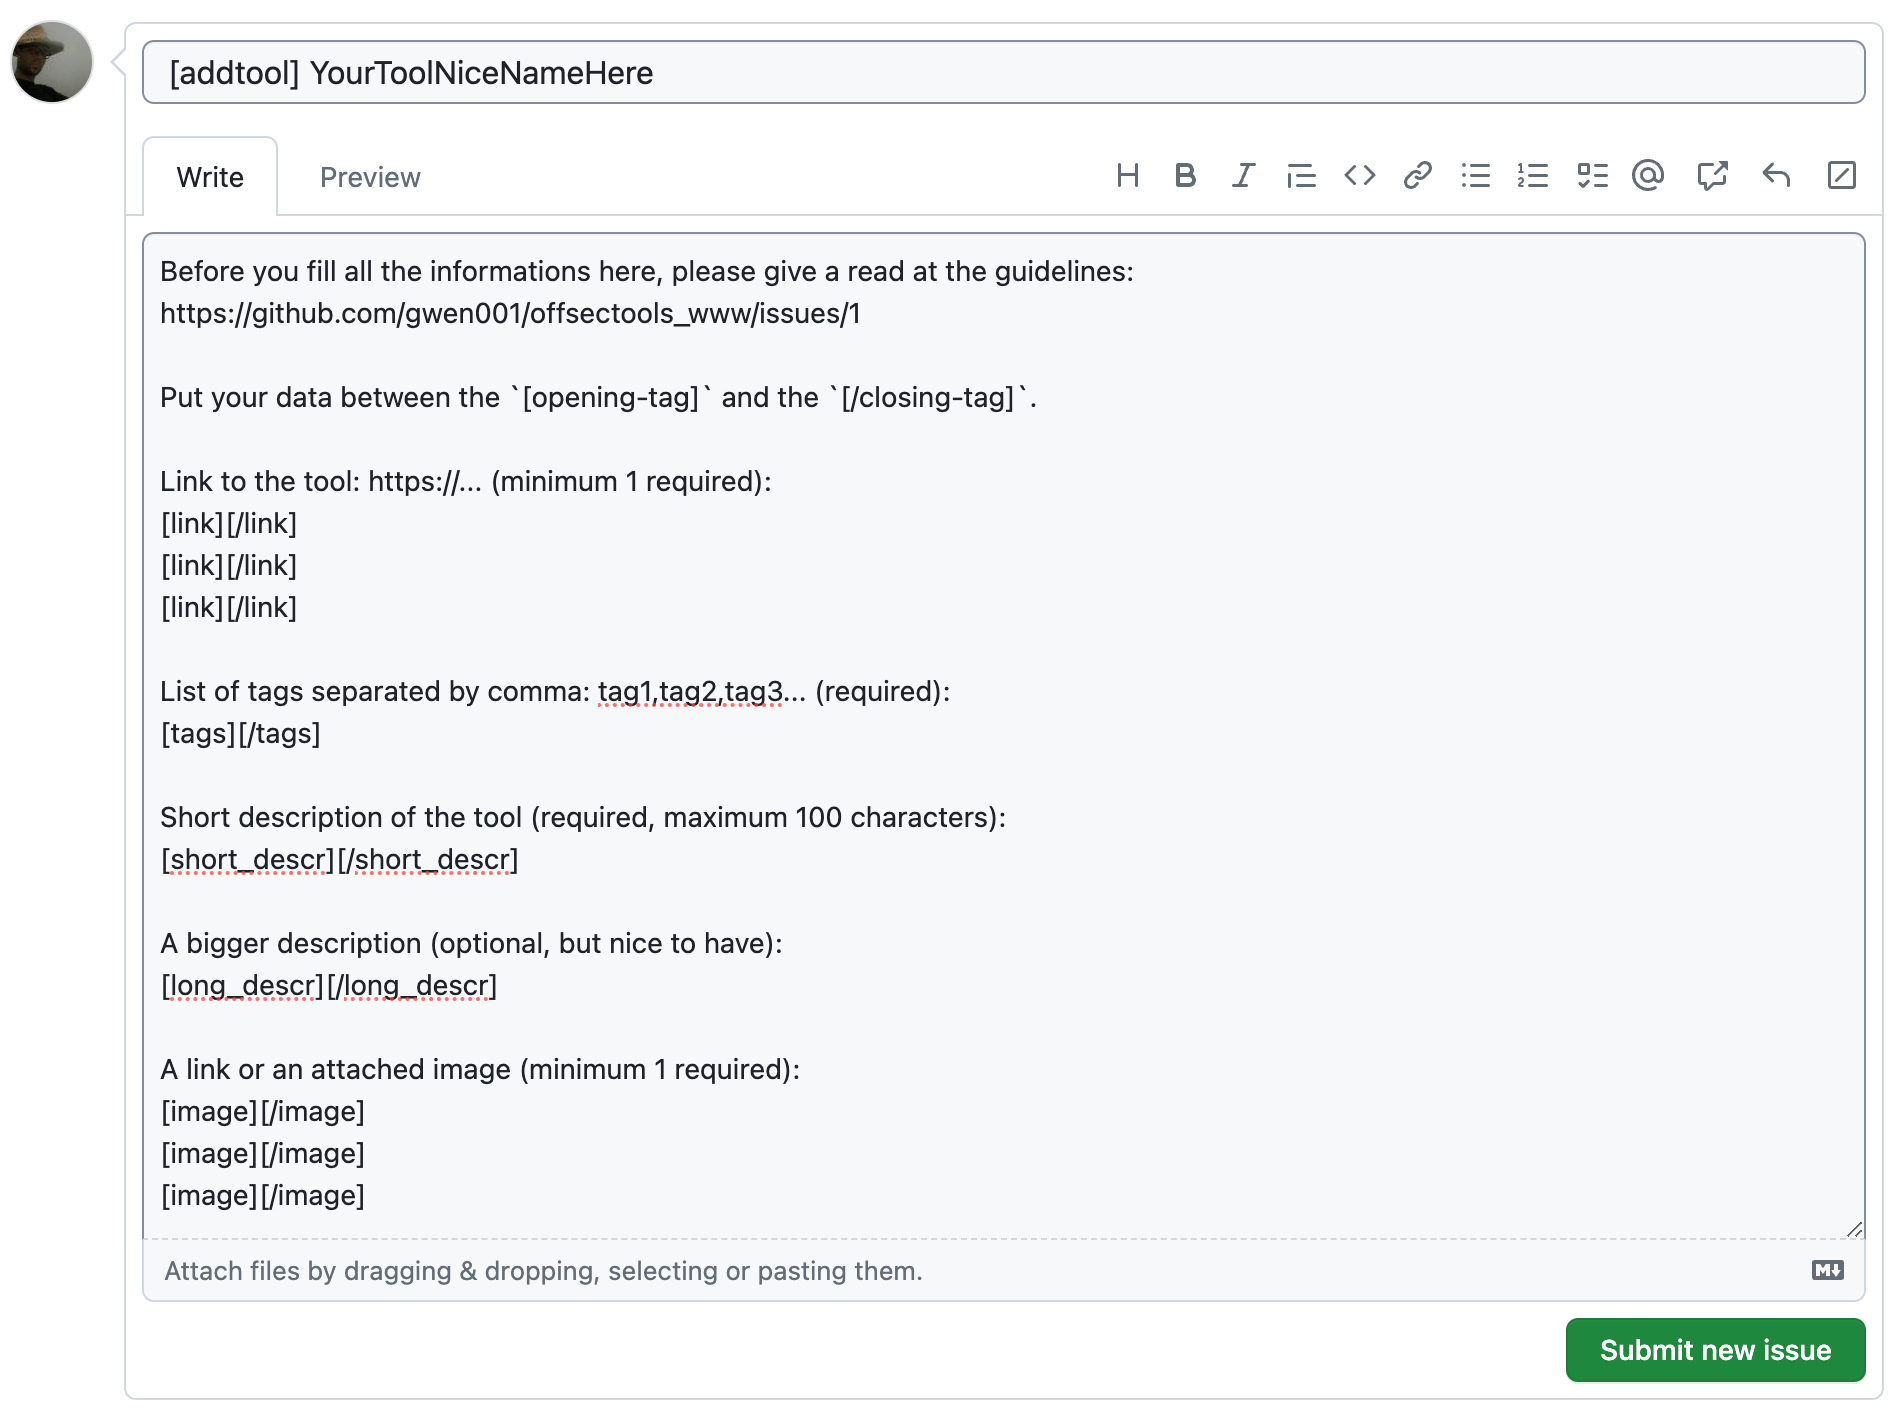 [addtool] YourToolNiceNameHere
Write
Preview
Before you fill all the informations here, please give a read at the guidelines:
https://github.com/gwen001/offsectools_www/issues/1
Put your data between the `[opening-tag]` and the `[/closing-tag]`.
Link to the tool: https://... (minimum 1 required):
[link][/link]
[link][/link]
[link][/link]
List of tags separated by comma: tag1,tag2,tag3... (required):
[tags][/tags]
Short description of the tool (required, maximum 100 characters):
[short_descr][/short_descr]
A bigger description (optional, but nice to have):
[long_descr][/long_descr]
A link or an attached image (minimum 1 required):
[image][/image]
[image][/image]
[image][/image]
Attach files by dragging & dropping, selecting or pasting them.
Submit new issue